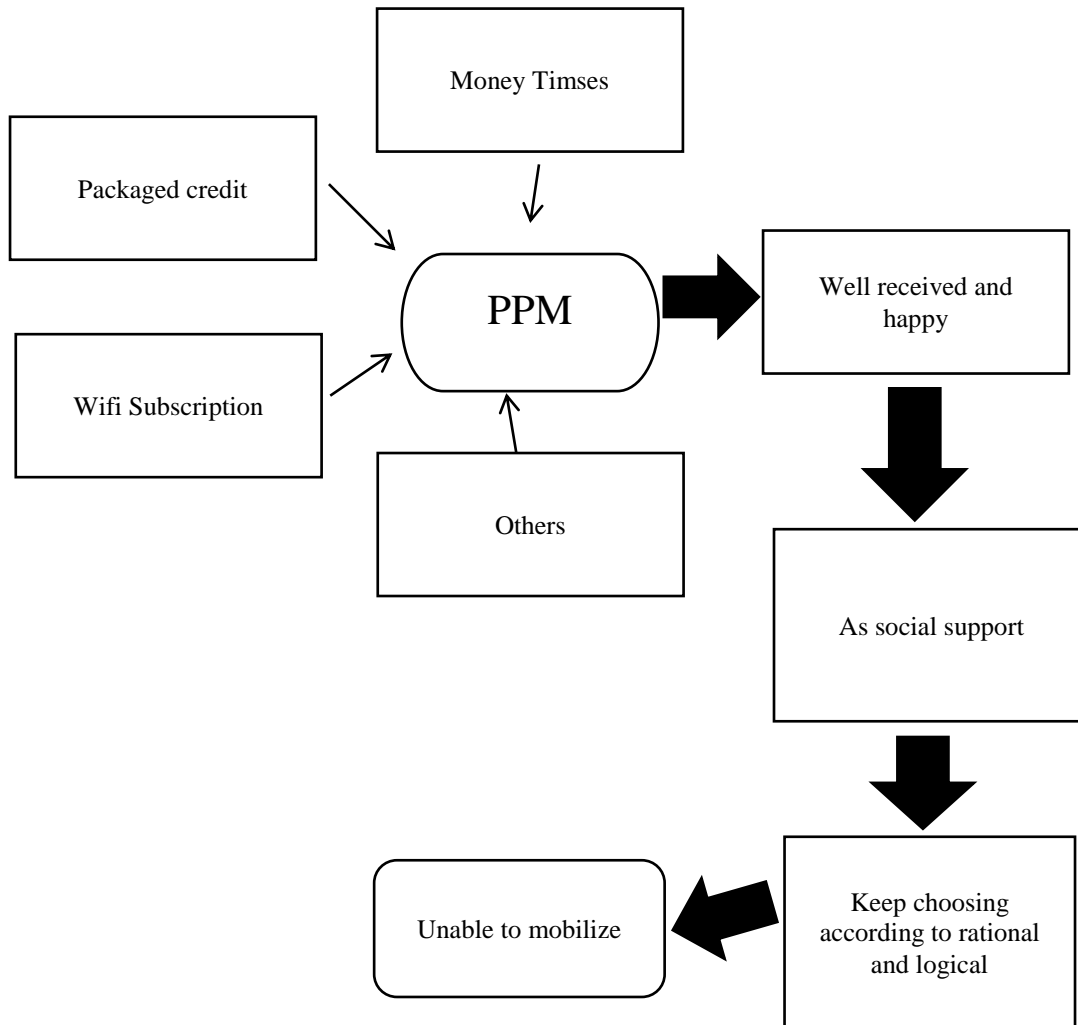 Money Timses
Packaged credit
PPM
Well received and
happy
Wifi Subscription
Others
As social support
Keep choosing
according to rational
and logical
Unable to mobilize